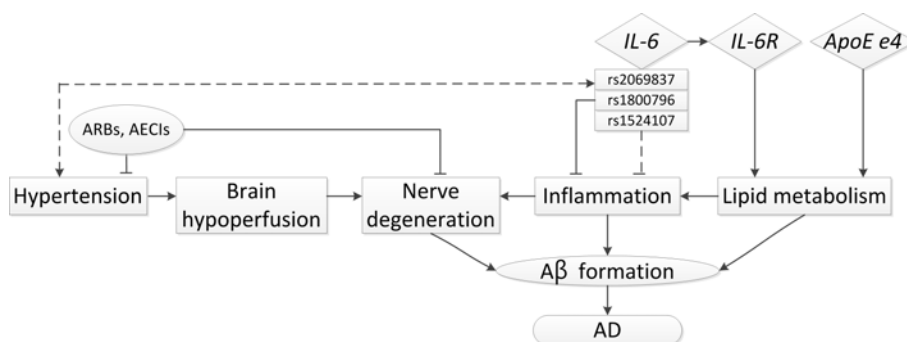 IL-6
IL-6R
ApoE e4
rs2069837
rs1800796
rs1524107
ARBs, AECIs
Hypertension
Brain
hypoperfusion
Nerve
degeneration
Inflammation
Lipid metabolism
Aβ formation
AD